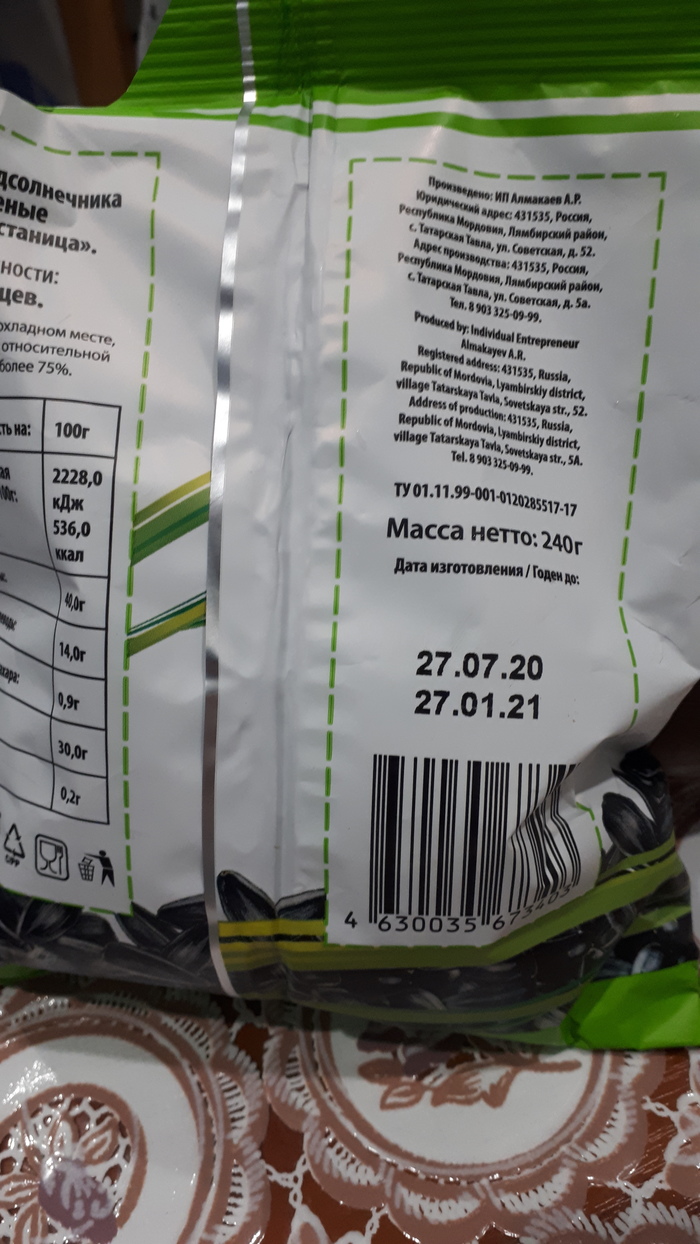 дсолнечника
еные
станица».
ности:
цев.
охладном месте,
относительной
более 75%.
ть на:
100г
ая
100г:
2228,0
кДж
536,0
ккал
40,0г
14,0г
0,9г
30,0г
0,2г
Произведено: ИП Алмакаев А.Р.
Юридический адрес: 431535, Россия,
Республика Мордовия, Лямбирский район,
с. Татарская Тавла, ул. Советская, д. 52.
Адрес производства: 431535, Россия,
Республика Мордовия, Лямбирский район,
с. Татарская Тавла, ул. Советская, д. 5а.
Тел. 8 903 325-09-99.
Produced by: Individual Entrepreneur
Almakayev A.R.
Registered address: 431535, Russia,
Republic of Mordovia, Lyambirskiy district,
village Tatarskaya Tavla, Sovetskaya str., 52.
Address of production: 431535, Russia,
Republic of Mordovia, Lyambirskiy district,
village Tatarskaya Tavla, Sovetskaya str., 5A.
Tel. 8 903 325-09-99.
ТУ 01.11.99-001-0120285517-17
Масса нетто: 240г
Дата изготовления / Годен до:
27.07.20
27.01.21
4 630035 673403